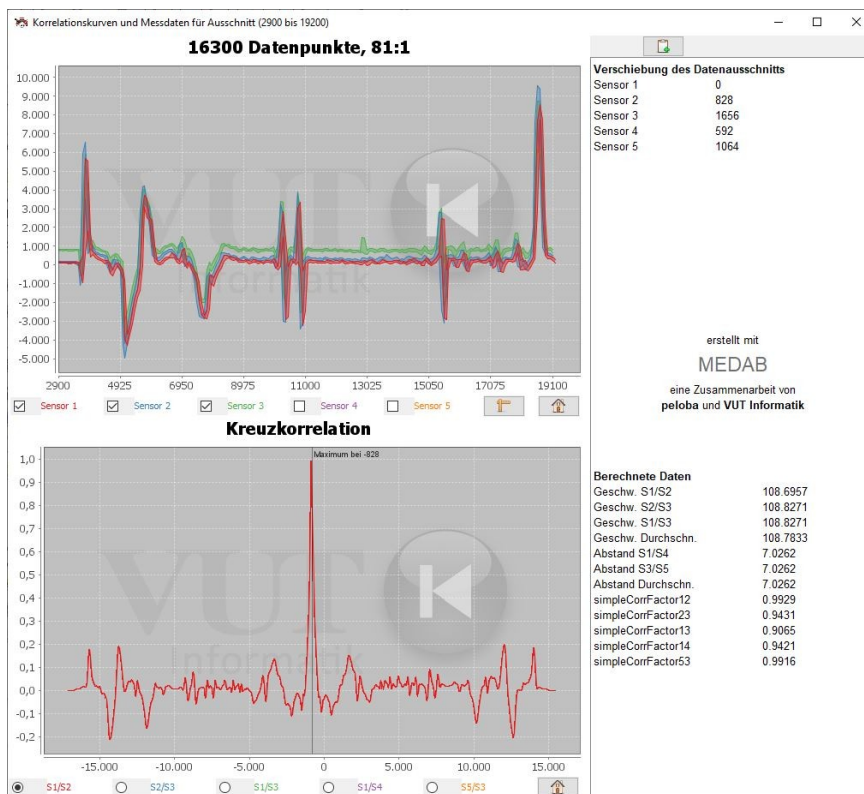 Korrelationskurven und Messdaten für Ausschnitt (2900 bis 19200)
16300 Datenpunkte, 81:1
10.000
9.000
8.000
7.000
6.000
5.000
4.000
3.000
2.000
1.000
0
-1.000
-2.000
-3.000
-4.000
-5.000
VUT
Informatik
2900 4925 6950 8975 11000 13025 15050 17075 19100
Sensor 1 Sensor 2 Sensor 3 Sensor 4 Sensor 5
Kreuzkorrelation
Maximum bei -828
1,0
0,9
0,8
0,7
0,6
0,5
0,4
0,3
0,2
0,1
0,0
-0,1
-0,2
VUT
Informatik
-15.000 -10.000 -5.000 0 5.000 10.000 15.000
S1/S2 S2/S3 S1/S3 S1/S4 S5/S3
Verschiebung des Datenausschnitts
Sensor 1 0
Sensor 2 828
Sensor 3 1656
Sensor 4 592
Sensor 5 1064
erstellt mit
MEDAB
eine Zusammenarbeit von
peloba und VUT Informatik
Berechnete Daten
Geschw. S1/S2 108.6957
Geschw. S2/S3 108.8271
Geschw. S1/S3 108.8271
Geschw. Durchschn. 108.7833
Abstand S1/S4 7.0262
Abstand S3/S5 7.0262
Abstand Durchschn. 7.0262
simpleCorrFactor12 0.9929
simpleCorrFactor23 0.9431
simpleCorrFactor13 0.9065
simpleCorrFactor14 0.9421
simpleCorrFactor53 0.9916